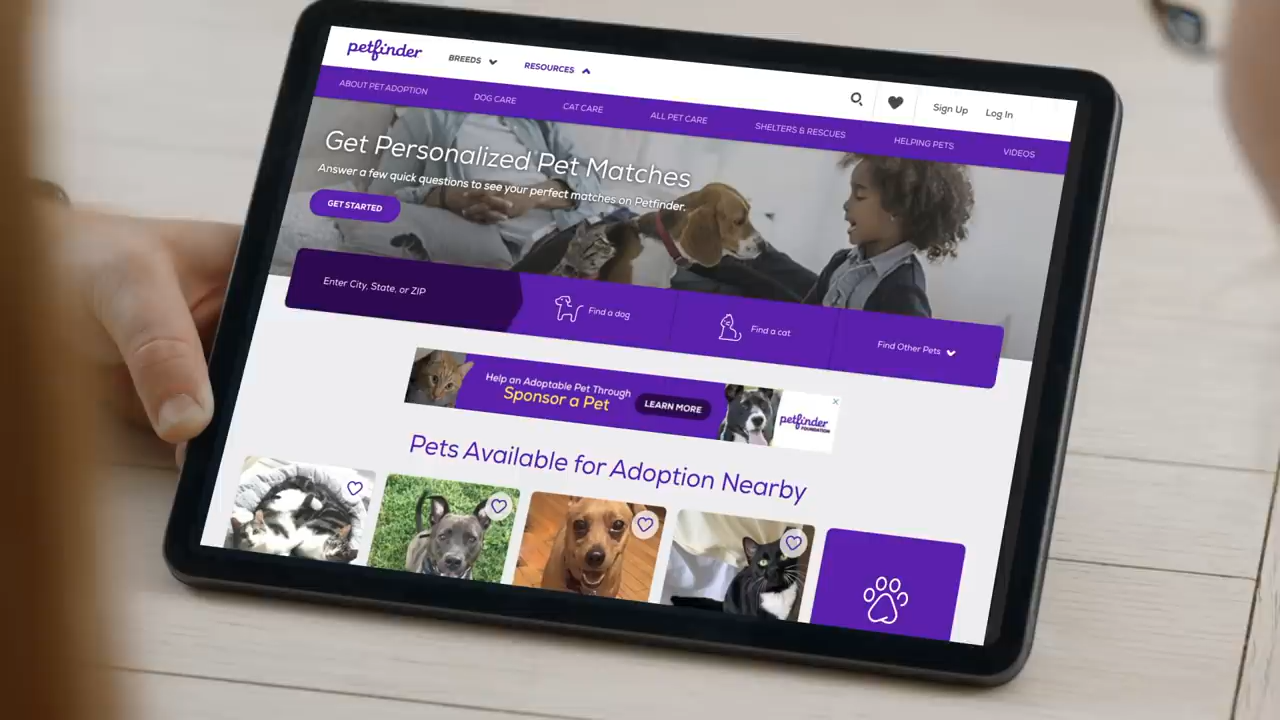 petfinder
BREEDS
RESOURCES
Sign Up
Log In
ABOUT PET ADOPTION
DOG CARE
CAT CARE
ALL PET CARE
SHELTERS & RESCUES
HELPING PETS
VIDEOS
Get Personalized Pet Matches
Answer a few quick questions to see your perfect matches on Petfinder.
GET STARTED
Enter City, State, or ZIP
Find a dog
Find a cat
Find Other Pets
Help an Adoptable Pet Through
Sponsor a Pet
LEARN MORE
petfinder
FOUNDATION
Pets Available for Adoption Nearby